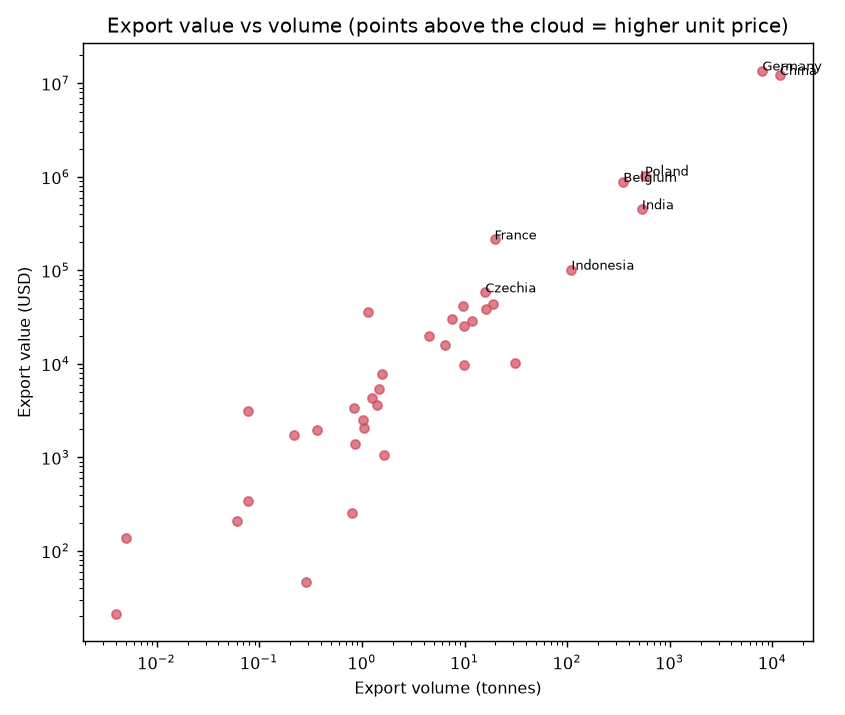 Export value vs volume (points above the cloud = higher unit price)
Export value (USD)
10⁷
10⁶
10⁵
10⁴
10³
10²
Germany
China
Poland
Belgium
India
France
Indonesia
Czechia
10⁻² 10⁻¹ 10⁰ 10¹ 10² 10³ 10⁴
Export volume (tonnes)